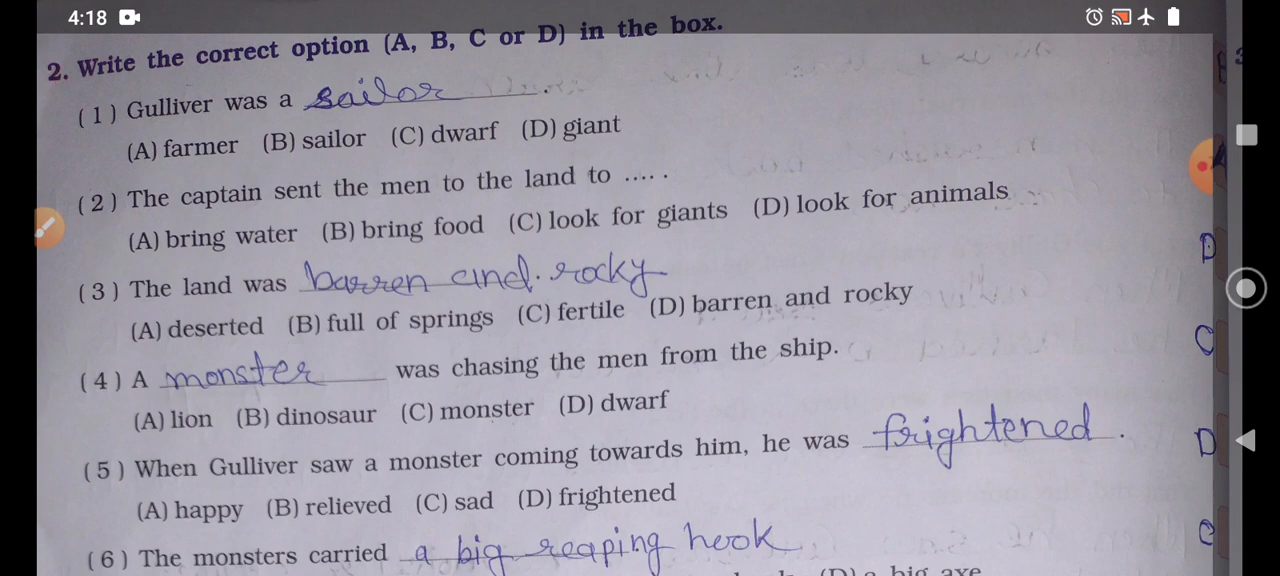 4:18
2. Write the correct option (A, B, C or D) in the box.
(1) Gulliver was a sailor.
(A) farmer (B) sailor (C) dwarf (D) giant
(2) The captain sent the men to the land to .....
(A) bring water (B) bring food (C) look for giants (D) look for animals
D
(3) The land was barren and rocky
(A) deserted (B) full of springs (C) fertile (D) barren and rocky
C
(4) A monster was chasing the men from the ship.
(A) lion (B) dinosaur (C) monster (D) dwarf
(5) When Gulliver saw a monster coming towards him, he was frightened.
D
(A) happy (B) relieved (C) sad (D) frightened
(6) The monsters carried a big reaping hook
(D) a big axe